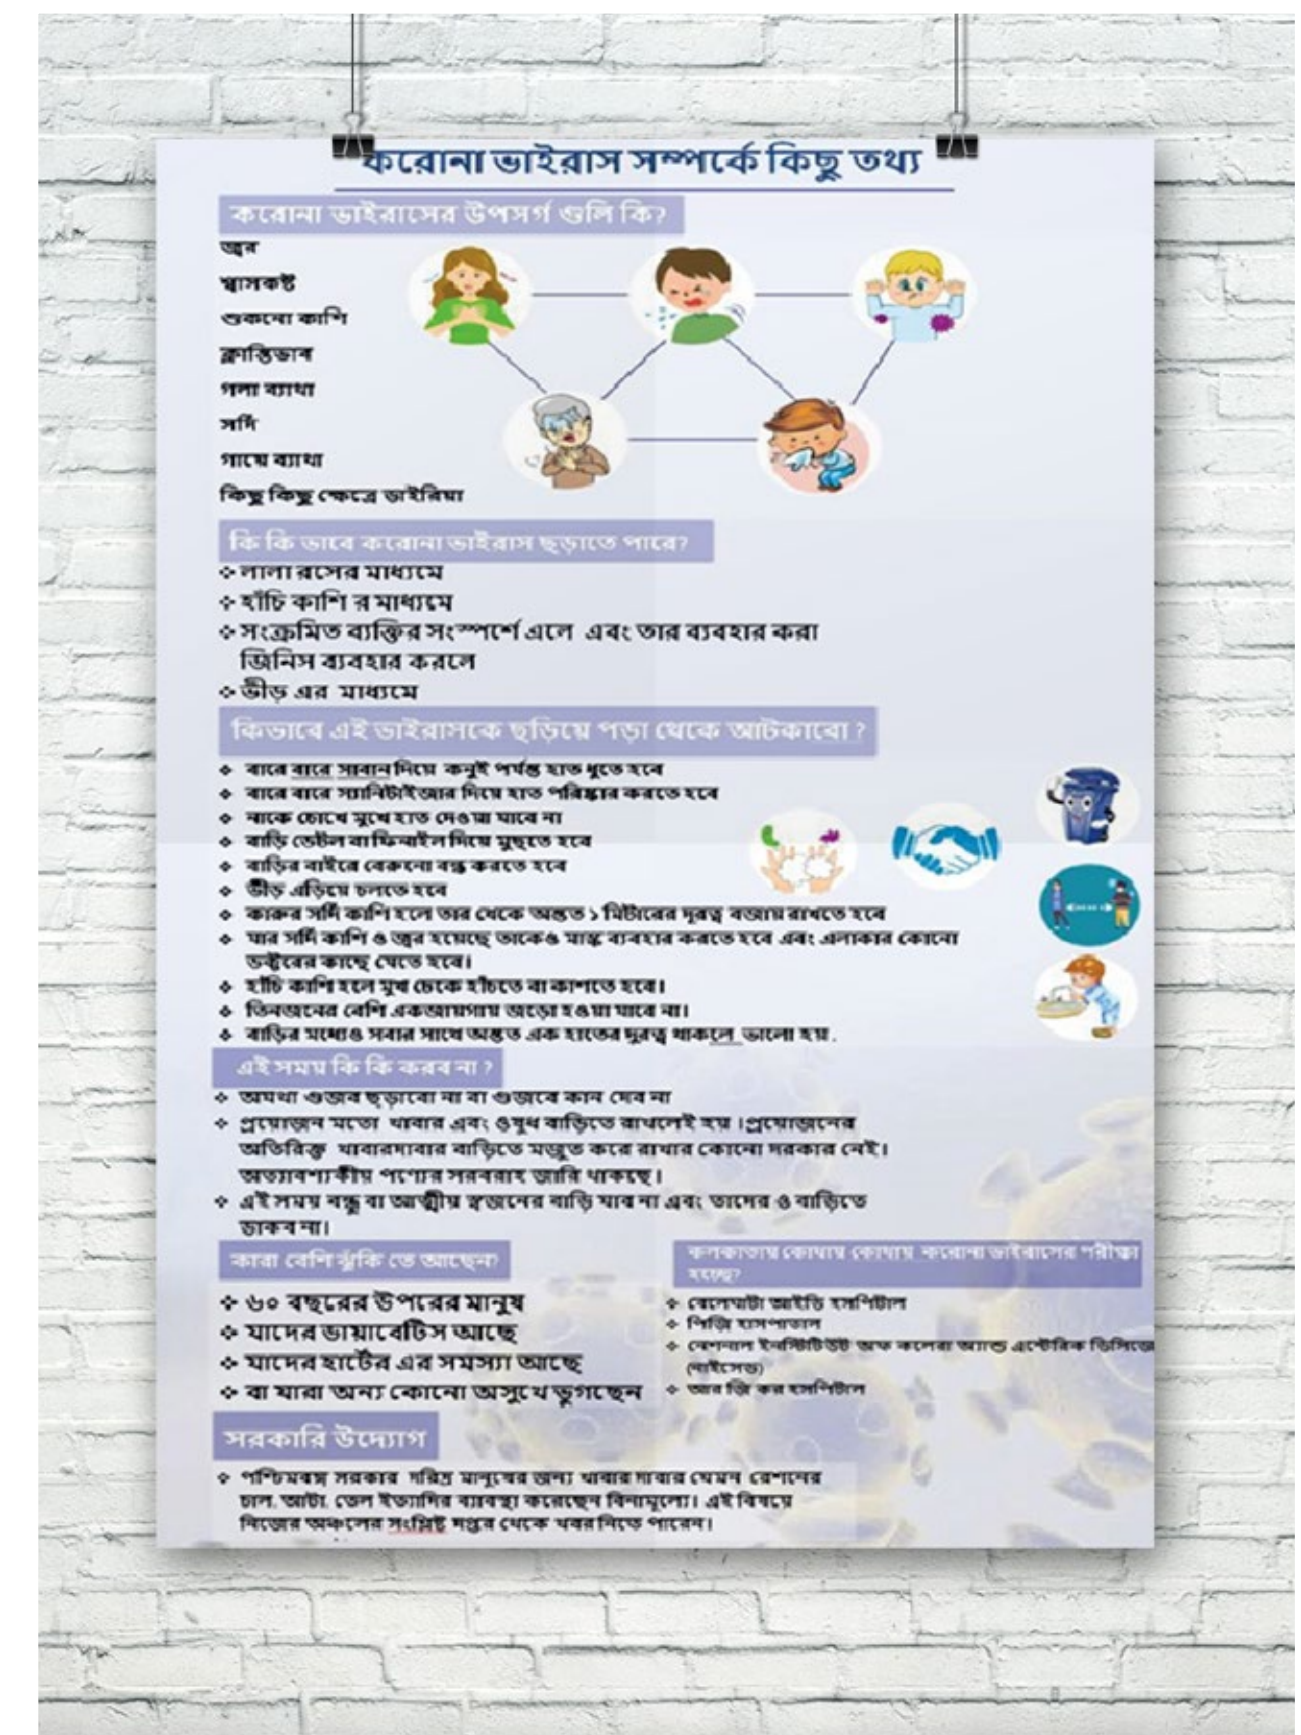 করোনা ভাইরাস সম্পর্কে কিছু তথ্য
করোনা ভাইরাসের উপসর্গ গুলি কি?
জ্বর
শ্বাসকষ্ট
শুকনো কাশি
ক্লান্তিভাব
গলা ব্যাথা
সর্দি
গায়ে ব্যাথা
কিছু কিছু ক্ষেত্রে ডাইরিয়া
কি কি ভাবে করোনা ভাইরাস ছড়াতে পারে?
❖ লালা রসের মাধ্যমে
❖ হাঁচি কাশি র মাধ্যমে
❖ সংক্রমিত ব্যক্তির সংস্পর্শে এলে এবং তার ব্যবহার করা
জিনিস ব্যবহার করলে
❖ ভীড় এর মাধ্যমে
কিভাবে এই ভাইরাসকে ছড়িয়ে পড়া থেকে আটকাবো ?
❖ বারে বারে সাবান দিয়ে কনুই পর্যন্ত হাত ধুতে হবে
❖ বারে বারে স্যানিটাইজার দিয়ে হাত পরিষ্কার করতে হবে
❖ নাকে চোখে মুখে হাত দেওয়া যাবে না
❖ বাড়ি ডেটল বা ফিনাইল দিয়ে মুছতে হবে
❖ বাড়ির বাইরে বেরুনো বন্ধ করতে হবে
❖ ভীড় এড়িয়ে চলতে হবে
❖ কারুর সর্দি কাশি হলে তার থেকে অন্তত ১ মিটারের দূরত্ব বজায় রাখতে হবে
❖ যার সর্দি কাশি ও জ্বর হয়েছে তাকেও মাস্ক ব্যবহার করতে হবে এবং এলাকার কোনো
ডক্টরের কাছে যেতে হবে।
❖ হাঁচি কাশি হলে মুখ ঢেকে হাঁচতে বা কাশতে হবে।
❖ তিনজনের বেশি একজায়গায় জড়ো হওয়া যাবে না।
❖ বাড়ির মধ্যেও সবার সাথে অন্তত এক হাতের দূরত্ব থাকলে ভালো হয় .
এই সময় কি কি করব না ?
❖ অযথা গুজব ছড়াবো না বা গুজবে কান দেব না
❖ প্রয়োজন মতো খাবার এবং ওষুধ বাড়িতে রাখলেই হয় ।প্রয়োজনের
অতিরিক্ত খাবারদাবার বাড়িতে মজুত করে রাখার কোনো দরকার নেই।
অত্যাবশ্যকীয় পণ্যের সরবরাহ জারি থাকছে।
❖ এই সময় বন্ধু বা আত্মীয় স্বজনের বাড়ি যাব না এবং তাদের ও বাড়িতে
ডাকব না।
কারা বেশি ঝুঁকি তে আছেন?
❖ ৬০ বছরের উপরের মানুষ
❖ যাদের ডায়াবেটিস আছে
❖ যাদের হার্টের এর সমস্যা আছে
❖ বা যারা অন্য কোনো অসুখে ভুগছেন
কলকাতায় কোথায় কোথায় করোনা ভাইরাসের পরীক্ষা
হচ্ছে?
❖ বেলেঘাটা আইডি হসপিটাল
❖ পিজি হাসপাতাল
❖ নেশনাল ইনস্টিটিউট অফ কলেরা অ্যান্ড এন্টেরিক ডিসিজে
(নাইসেড)
❖ আর জি কর হসপিটাল
সরকারি উদ্যোগ
❖ পশ্চিমবঙ্গ সরকার দরিদ্র মানুষের জন্য খাবার দাবার যেমন রেশনের
চাল, আটা, তেল ইত্যাদির ব্যাবস্থা করেছেন বিনামূল্যে। এই বিষয়ে
নিজের অঞ্চলের সংশ্লিষ্ট দপ্তর থেকে খবর নিতে পারেন।